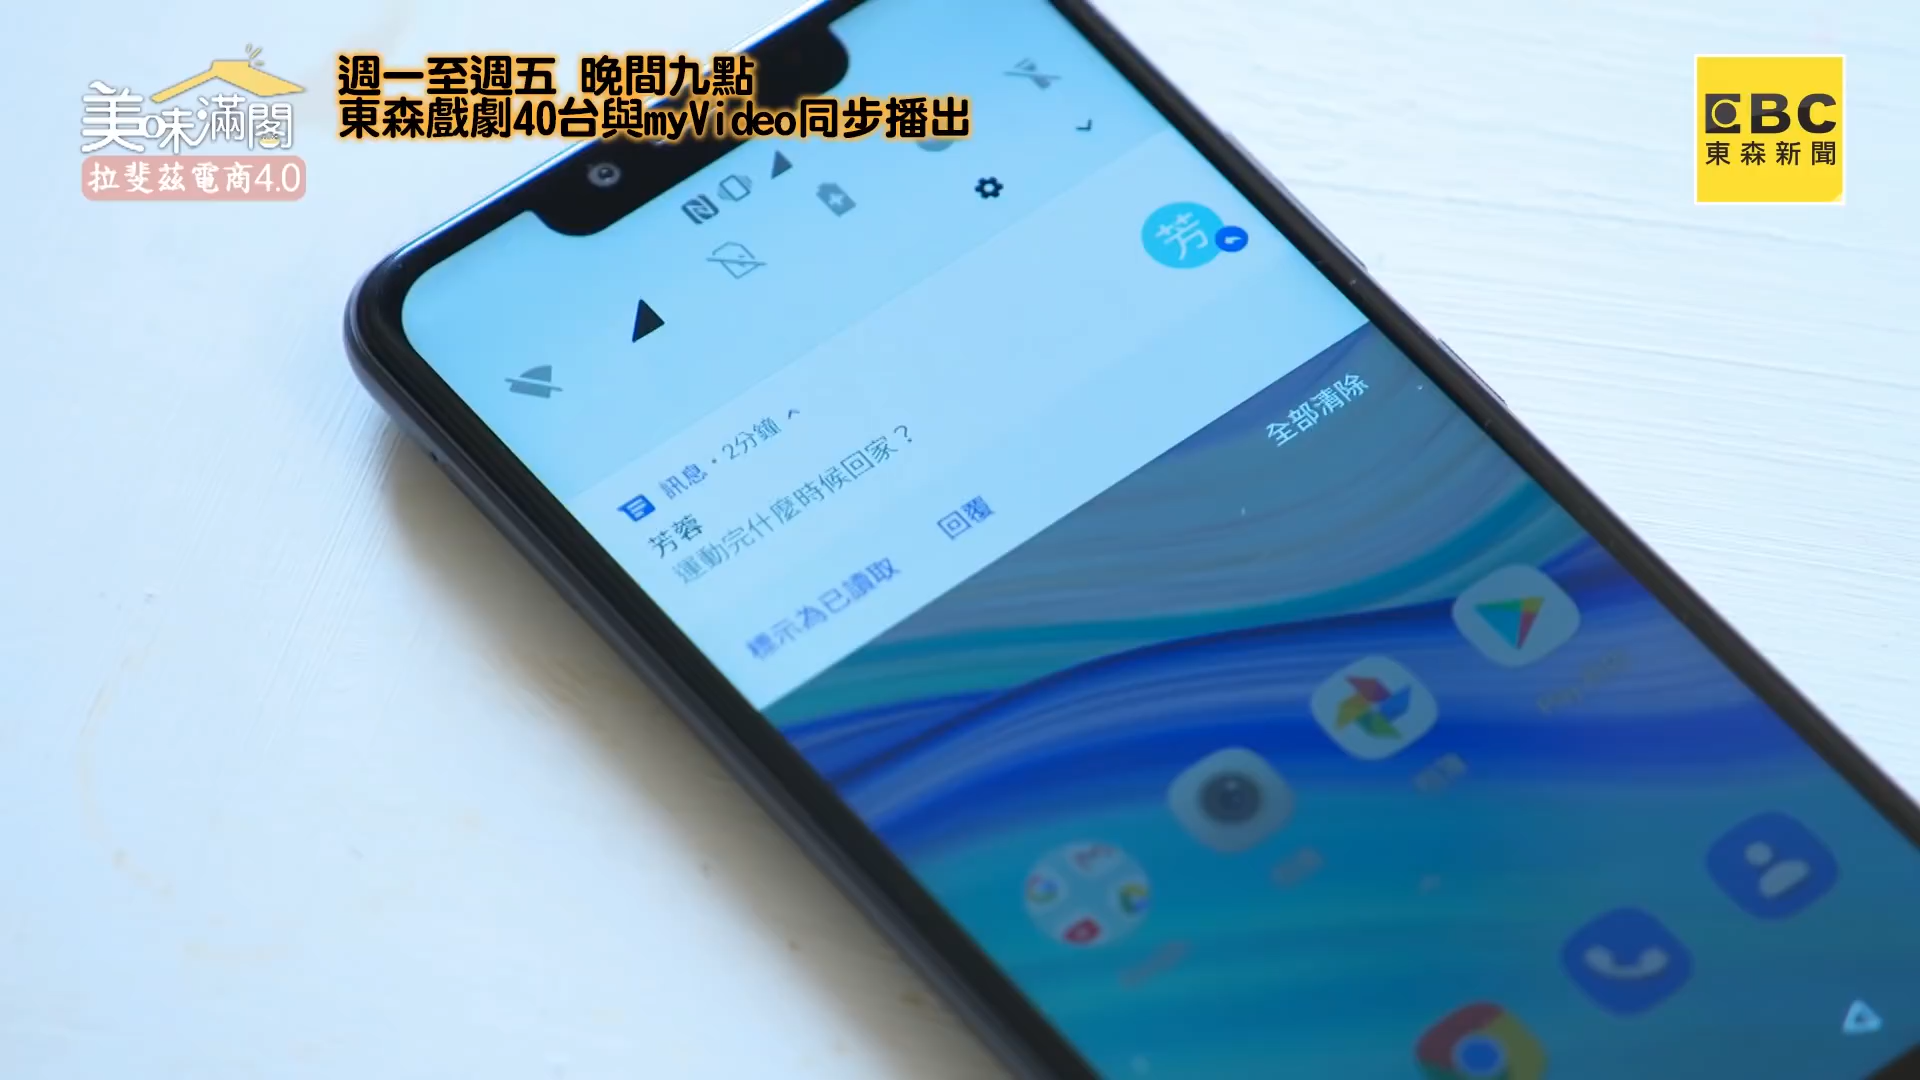 週一至週五 晚間九點
東森戲劇40台與myVideo同步播出
美味滿閣
拉斐茲電商4.0
EBC
東森新聞
芳
訊息・2分鐘
芳蓉
運動完什麼時候回家？
標示為已讀取 回覆
全部清除